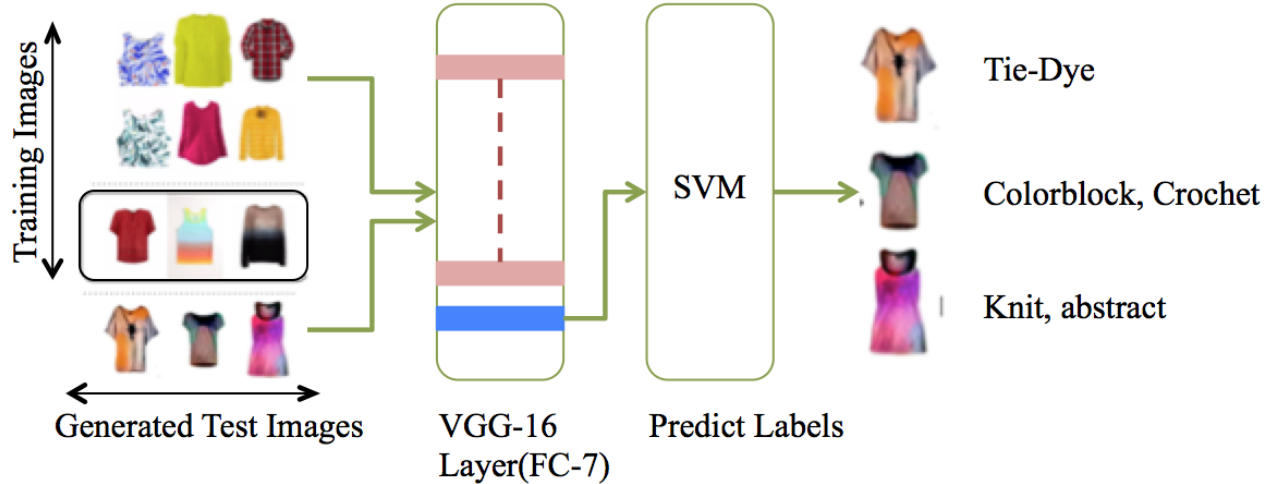 Training Images
Generated Test Images
VGG-16
Layer(FC-7)
SVM
Predict Labels
Tie-Dye
Colorblock, Crochet
Knit, abstract